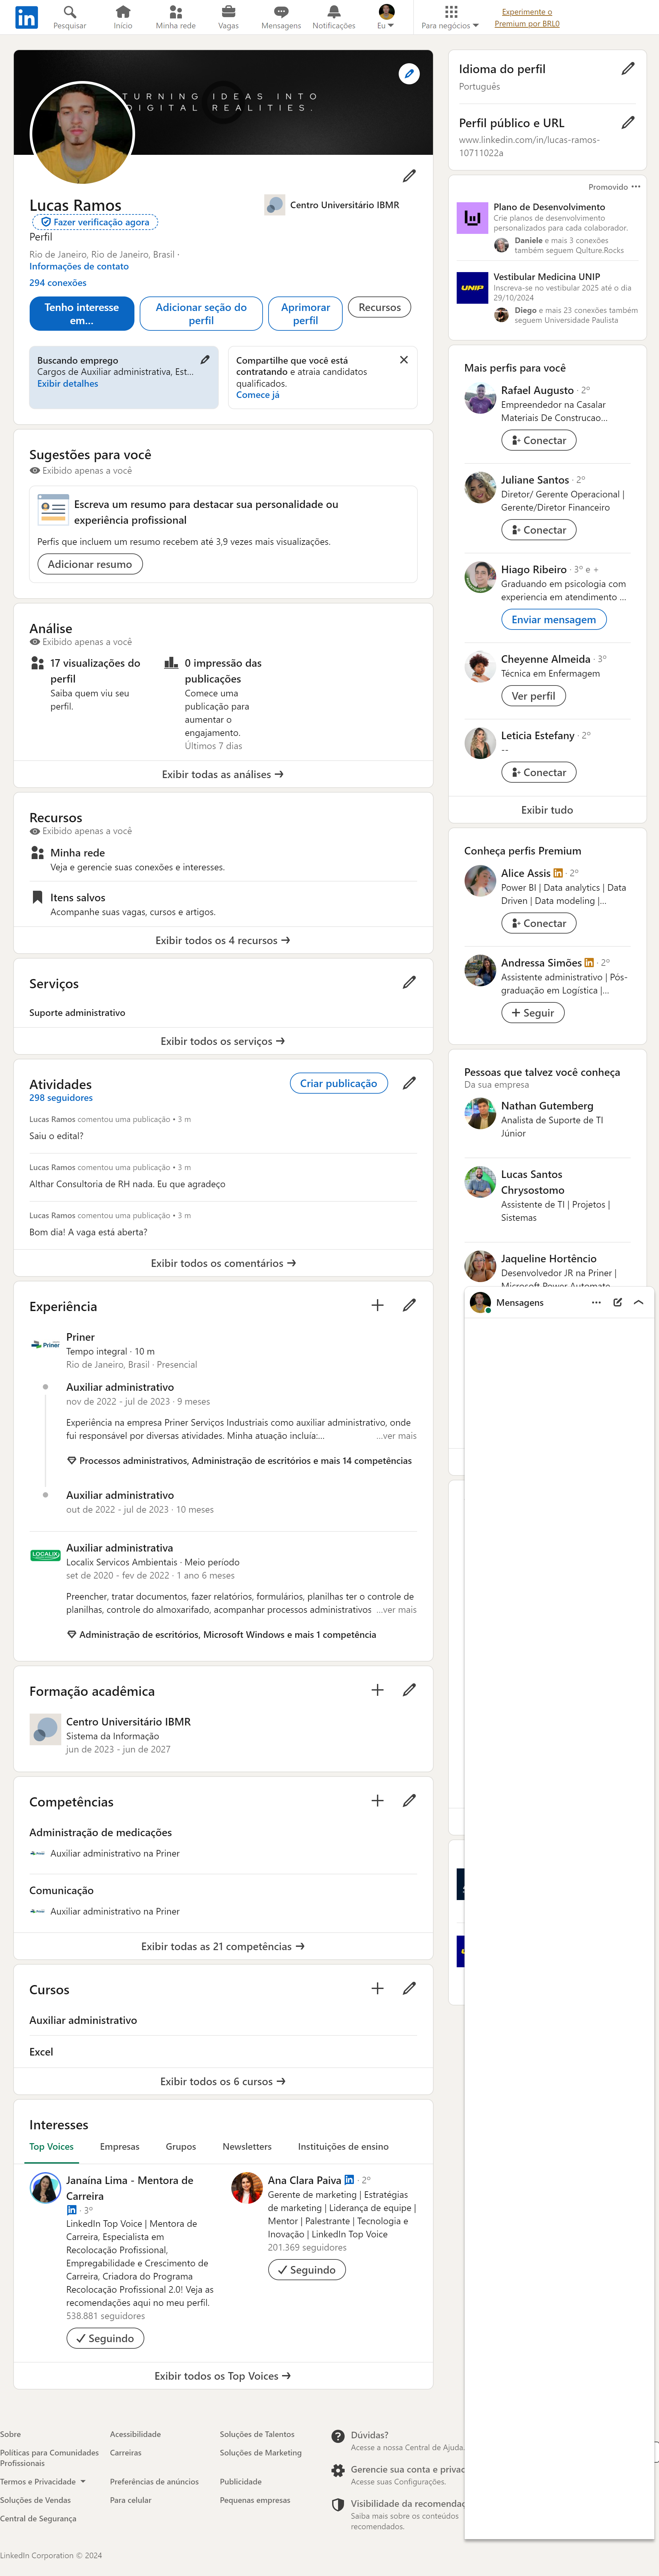 Pesquisar
Início
Minha rede
Vagas
Mensagens
Notificações
Eu
Para negócios
Experimente o
Premium por BRL0
TURNING IDEAS INTO
DIGITAL REALITIES.
Lucas Ramos
Fazer verificação agora
Centro Universitário IBMR
Perfil
Rio de Janeiro, Rio de Janeiro, Brasil ·
Informações de contato
294 conexões
Tenho interesse
em...
Adicionar seção do
perfil
Aprimorar
perfil
Recursos
Buscando emprego
Cargos de Auxiliar administrativa, Est...
Exibir detalhes
Compartilhe que você está
contratando e atraia candidatos
qualificados.
Comece já
Sugestões para você
Exibido apenas a você
Escreva um resumo para destacar sua personalidade ou
experiência profissional
Perfis que incluem um resumo recebem até 3,9 vezes mais visualizações.
Adicionar resumo
Análise
Exibido apenas a você
17 visualizações do
perfil
Saiba quem viu seu
perfil.
0 impressão das
publicações
Comece uma
publicação para
aumentar o
engajamento.
Últimos 7 dias
Exibir todas as análises →
Recursos
Exibido apenas a você
Minha rede
Veja e gerencie suas conexões e interesses.
Itens salvos
Acompanhe suas vagas, cursos e artigos.
Exibir todos os 4 recursos →
Serviços
Suporte administrativo
Exibir todos os serviços →
Atividades
298 seguidores
Criar publicação
Lucas Ramos comentou uma publicação • 3 m
Saiu o edital?
Lucas Ramos comentou uma publicação • 3 m
Althar Consultoria de RH nada. Eu que agradeço
Lucas Ramos comentou uma publicação • 3 m
Bom dia! A vaga está aberta?
Exibir todos os comentários →
Experiência
Priner
Priner
Tempo integral · 10 m
Rio de Janeiro, Brasil · Presencial
Auxiliar administrativo
nov de 2022 - jul de 2023 · 9 meses
Experiência na empresa Priner Serviços Industriais como auxiliar administrativo, onde
fui responsável por diversas atividades. Minha atuação incluía:... ...ver mais
Processos administrativos, Administração de escritórios e mais 14 competências
Auxiliar administrativo
out de 2022 - jul de 2023 · 10 meses
LOCALIX
Auxiliar administrativa
Localix Servicos Ambientais · Meio período
set de 2020 - fev de 2022 · 1 ano 6 meses
Preencher, tratar documentos, fazer relatórios, formulários, planilhas ter o controle de
planilhas, controle do almoxarifado, acompanhar processos administrativos ...ver mais
Administração de escritórios, Microsoft Windows e mais 1 competência
Formação acadêmica
Centro Universitário IBMR
Sistema da Informação
jun de 2023 - jun de 2027
Competências
Administração de medicações
Auxiliar administrativo na Priner
Comunicação
Auxiliar administrativo na Priner
Exibir todas as 21 competências →
Cursos
Auxiliar administrativo
Excel
Exibir todos os 6 cursos →
Interesses
Top Voices
Empresas
Grupos
Newsletters
Instituições de ensino
Janaína Lima - Mentora de
Carreira
in · 3º
LinkedIn Top Voice | Mentora de
Carreira, Especialista em
Recolocação Profissional,
Empregabilidade e Crescimento de
Carreira, Criadora do Programa
Recolocação Profissional 2.0! Veja as
recomendações aqui no meu perfil.
538.881 seguidores
Seguindo
Ana Clara Paiva in · 2º
Gerente de marketing | Estratégias
de marketing | Liderança de equipe |
Mentor | Palestrante | Tecnologia e
Inovação | LinkedIn Top Voice
201.369 seguidores
Seguindo
Exibir todos os Top Voices →
Idioma do perfil
Português
Perfil público e URL
www.linkedin.com/in/lucas-ramos-
10711022a
Promovido
Plano de Desenvolvimento
Crie planos de desenvolvimento
personalizados para cada colaborador.
Daniele e mais 3 conexões
também seguem Qulture.Rocks
UNIP
Vestibular Medicina UNIP
Inscreva-se no vestibular 2025 até o dia
29/10/2024
Diego e mais 23 conexões também
seguem Universidade Paulista
Mais perfis para você
Rafael Augusto · 2º
Empreendedor na Casalar
Materiais De Construcao...
Conectar
Juliane Santos · 2º
Diretor/ Gerente Operacional |
Gerente/Diretor Financeiro
Conectar
Hiago Ribeiro · 3º e +
Graduando em psicologia com
experiencia em atendimento ...
Enviar mensagem
Cheyenne Almeida · 3º
Técnica em Enfermagem
Ver perfil
Leticia Estefany · 2º
--
Conectar
Exibir tudo
Conheça perfis Premium
Alice Assis in · 2º
Power BI | Data analytics | Data
Driven | Data modeling |...
Conectar
Andressa Simões in · 2º
Assistente administrativo | Pós-
graduação em Logística |...
Seguir
Pessoas que talvez você conheça
Da sua empresa
Nathan Gutemberg
Analista de Suporte de TI
Júnior
Lucas Santos
Chrysostomo
Assistente de TI | Projetos |
Sistemas
Jaqueline Hortêncio
Desenvolvedor JR na Priner |
Microsoft Power Automate
Mensagens
Sobre
Acessibilidade
Soluções de Talentos
Políticas para Comunidades
Profissionais
Carreiras
Soluções de Marketing
Termos e Privacidade
Preferências de anúncios
Publicidade
Soluções de Vendas
Para celular
Pequenas empresas
Central de Segurança
Dúvidas?
Acesse a nossa Central de Ajuda.
Gerencie sua conta e privac
Acesse suas Configurações.
Visibilidade da recomendaç
Saiba mais sobre os conteúdos
recomendados.
LinkedIn Corporation © 2024